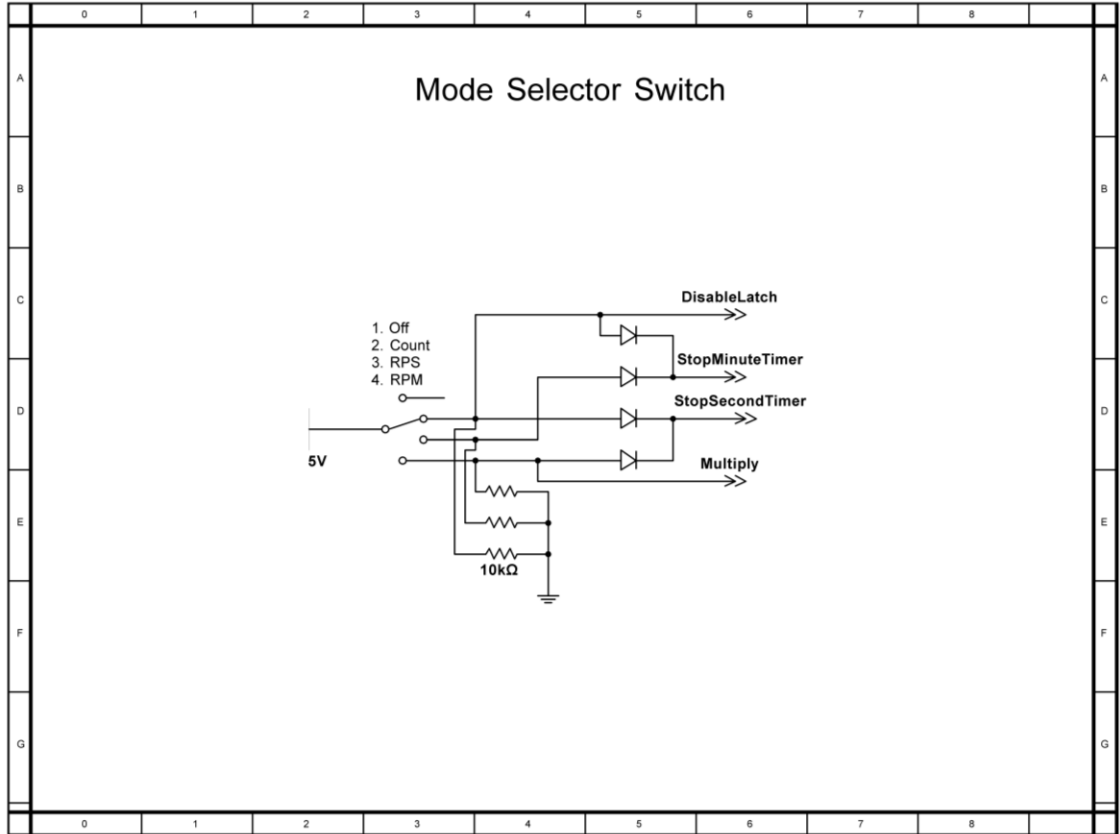 0 1 2 3 4 5 6 7 8
A A
Mode Selector Switch
B B
C C
DisableLatch
1. Off
2. Count
3. RPS
4. RPM
StopMinuteTimer
StopSecondTimer
D D
5V
Multiply
E E
10kΩ
F F
G G
0 1 2 3 4 5 6 7 8